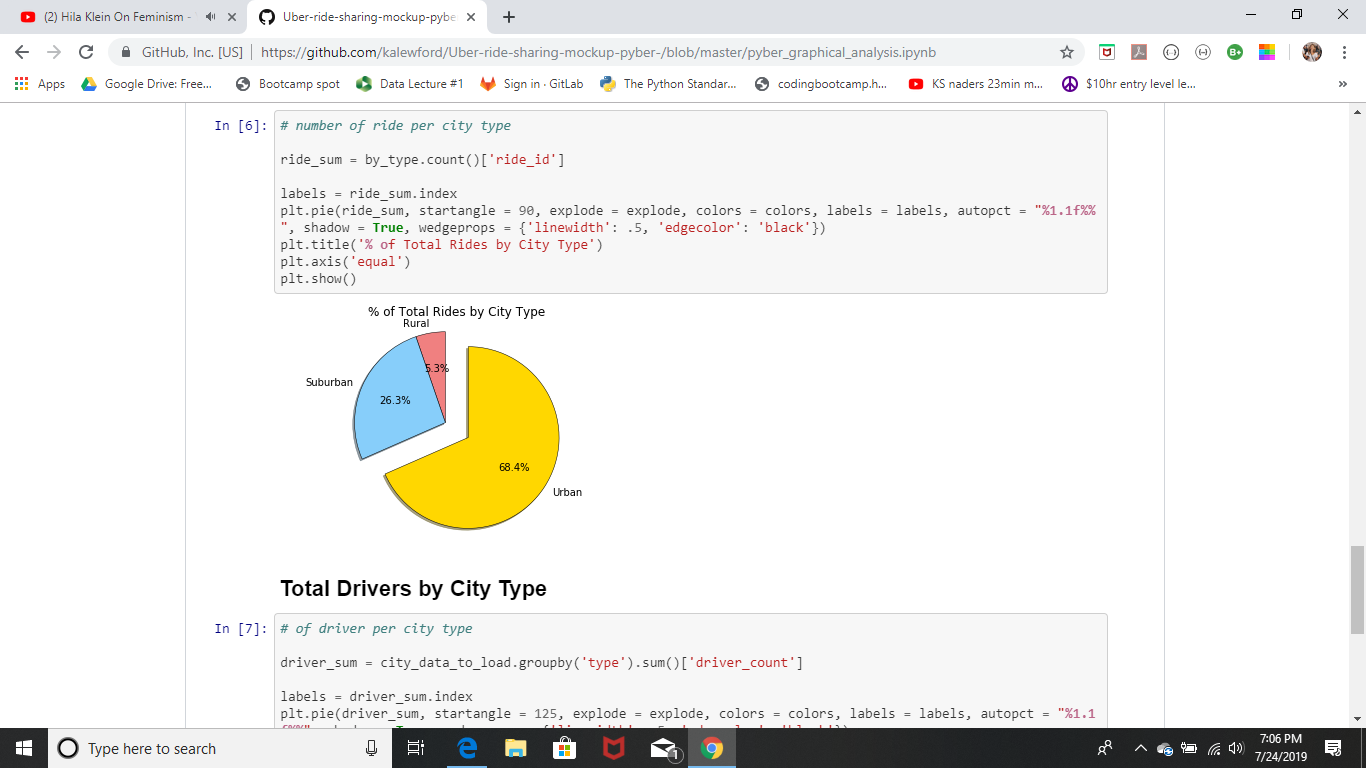 (2) Hila Klein On Feminism -
Uber-ride-sharing-mockup-pybe
GitHub, Inc. [US] | https://github.com/kalewford/Uber-ride-sharing-mockup-pyber-/blob/master/pyber_graphical_analysis.ipynb
Apps Google Drive: Free... Bootcamp spot Data Lecture #1 Sign in · GitLab The Python Standar... codingbootcamp.h... KS naders 23min m... $10hr entry level le... »
In [6]: # number of ride per city type
ride_sum = by_type.count()['ride_id']
labels = ride_sum.index
plt.pie(ride_sum, startangle = 90, explode = explode, colors = colors, labels = labels, autopct = "%1.1f%%
", shadow = True, wedgeprops = {'linewidth': .5, 'edgecolor': 'black'})
plt.title('% of Total Rides by City Type')
plt.axis('equal')
plt.show()
% of Total Rides by City Type
Rural
5.3%
Suburban
26.3%
68.4%
Urban
Total Drivers by City Type
In [7]: # of driver per city type
driver_sum = city_data_to_load.groupby('type').sum()['driver_count']
labels = driver_sum.index
plt.pie(driver_sum, startangle = 125, explode = explode, colors = colors, labels = labels, autopct = "%1.1
Type here to search
1
7:06 PM
7/24/2019